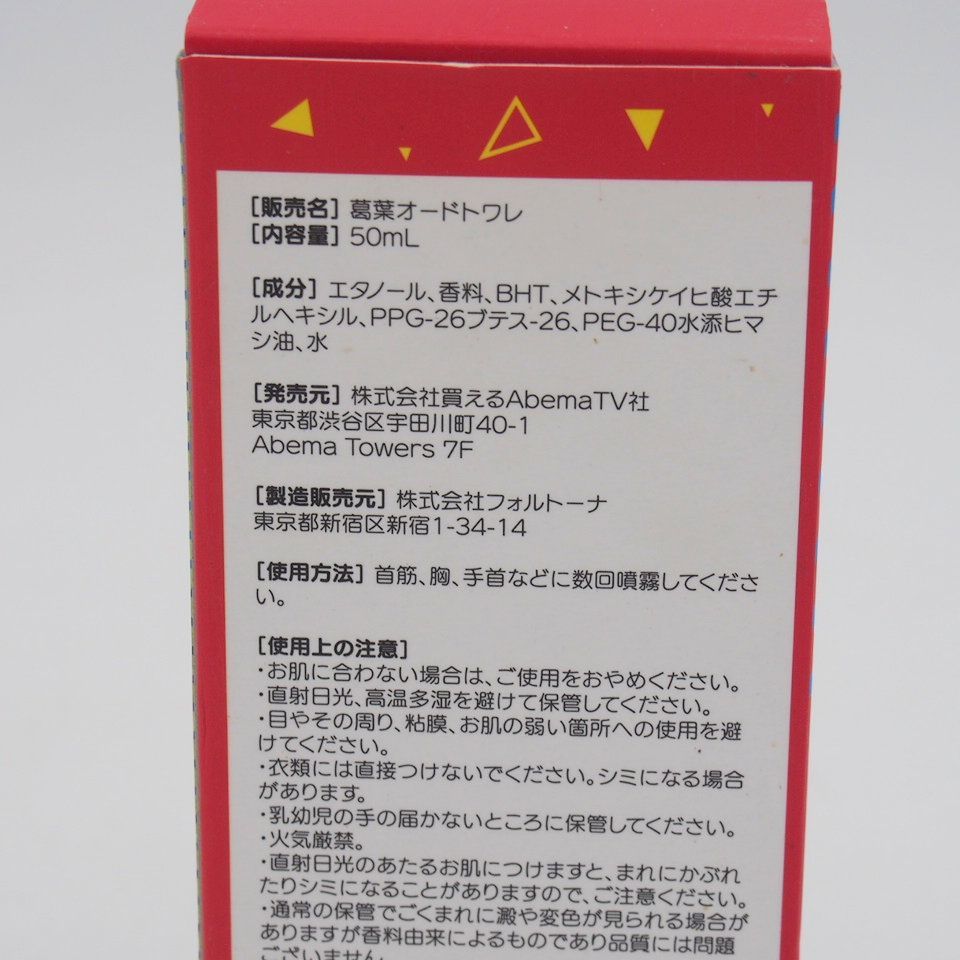 [販売名] 葛葉オードトワレ
[内容量] 50mL
[成分] エタノール、香料、BHT、メトキシケイヒ酸エチ
ルヘキシル、PPG-26ブテス-26、PEG-40水添ヒマ
シ油、水
[発売元] 株式会社買えるAbemaTV社
東京都渋谷区宇田川町40-1
Abema Towers 7F
[製造販売元] 株式会社フォルトーナ
東京都新宿区新宿1-34-14
[使用方法] 首筋、胸、手首などに数回噴霧してくださ
い。
[使用上の注意]
・お肌に合わない場合は、ご使用をおやめください。
・直射日光、高温多湿を避けて保管してください。
・目やその周り、粘膜、お肌の弱い箇所への使用を避
けてください。
・衣類には直接つけないでください。シミになる場合
があります。
・乳幼児の手の届かないところに保管してください。
・火気厳禁。
・直射日光のあたるお肌につけますと、まれにかぶれ
たりシミになることがありますので、ご注意ください。
・通常の保管でごくまれに澱や変色が見られる場合が
ありますが香料由来によるものであり品質には問題
ございません